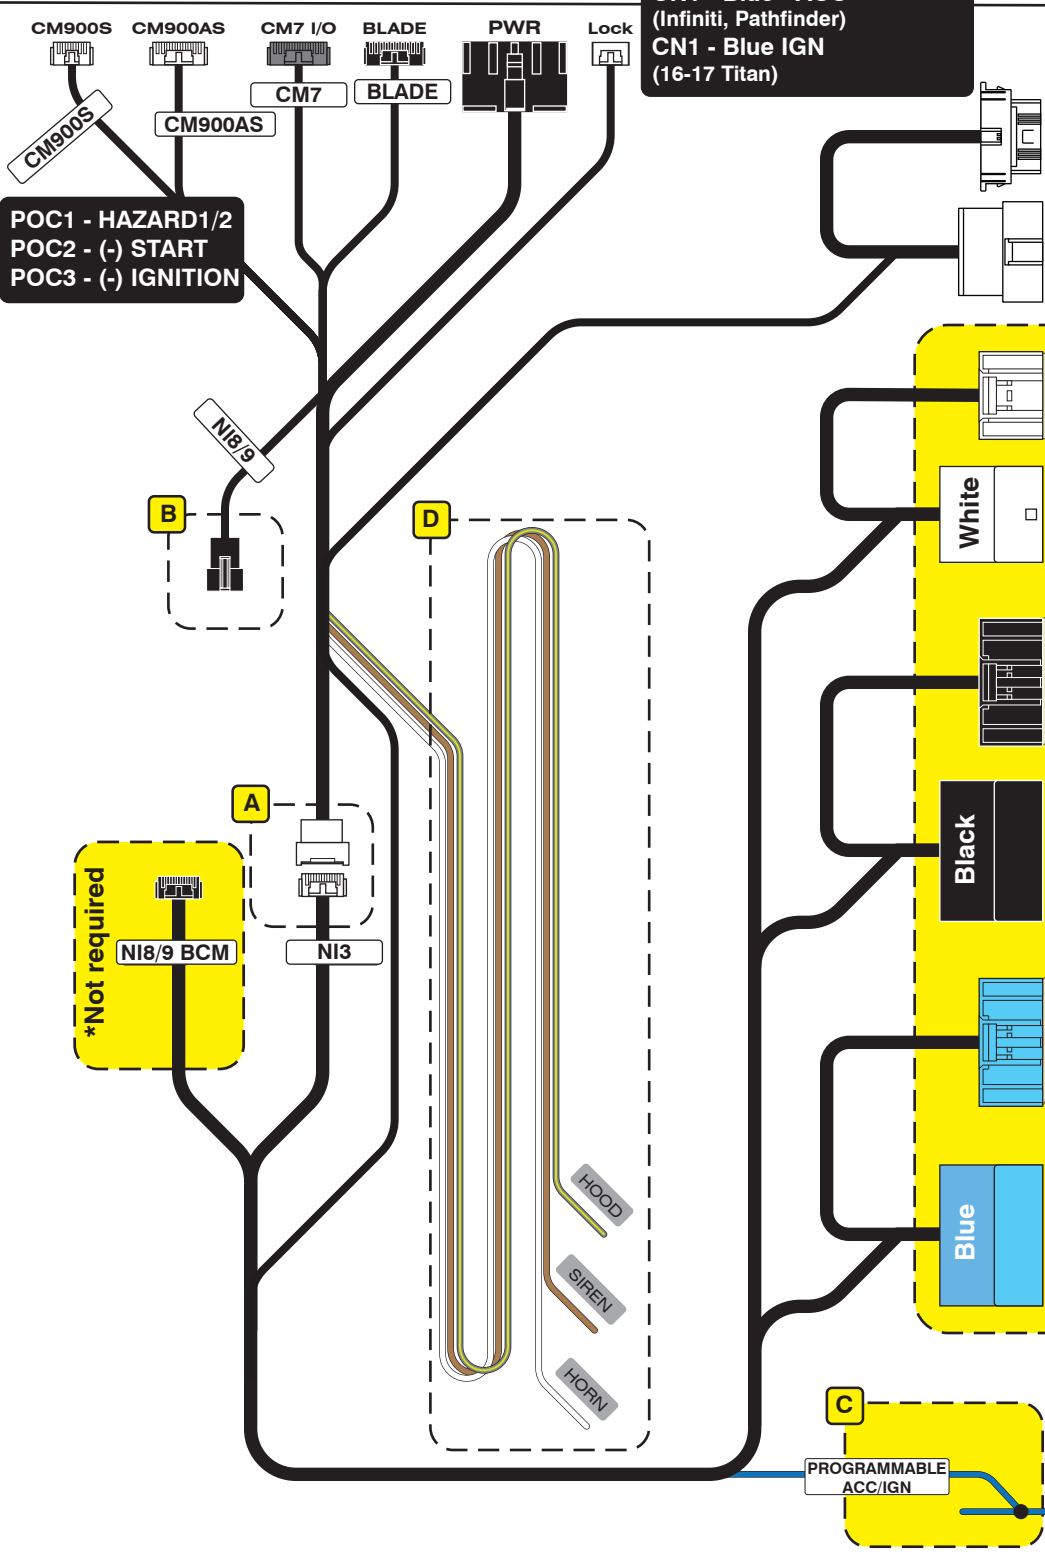 (Infiniti, Pathfinder)
CN1 - Blue IGN
(16-17 Titan)
CM900S
CM900AS
CM7 I/O
BLADE
PWR
Lock
CM900S
CM900AS
CM7
BLADE
POC1 - HAZARD1/2
POC2 - (-) START
POC3 - (-) IGNITION
NI8/9
B
D
White
Black
A
*Not required
NI8/9 BCM
NI3
HOOD
Blue
SIREN
HORN
C
PROGRAMMABLE
ACC/IGN